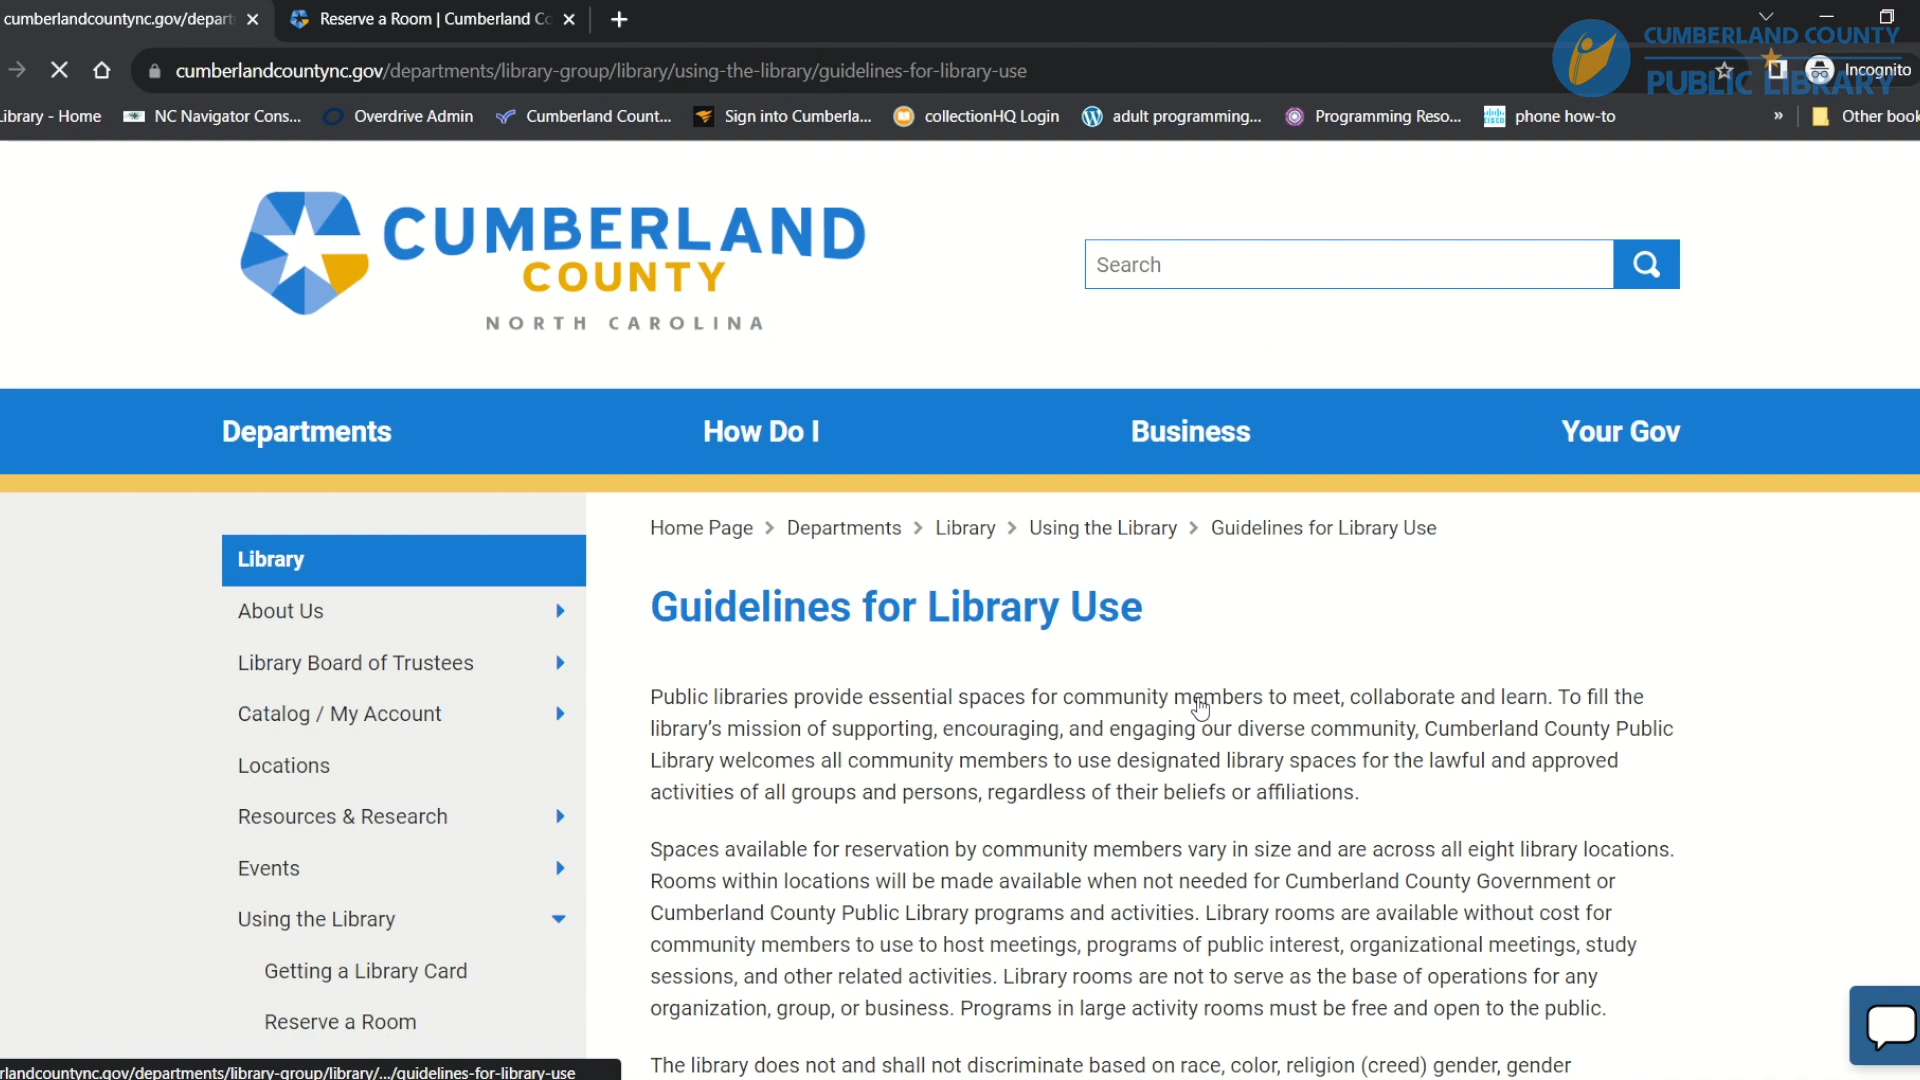 cumberlandcountync.gov/depart
Reserve a Room | Cumberland Co
CUMBERLAND COUNTY
PUBLIC LIBRARY
cumberlandcountync.gov/departments/library-group/library/using-the-library/guidelines-for-library-use
Incognito
Library - Home
NC Navigator Cons...
Overdrive Admin
Cumberland Count...
Sign into Cumberla...
collectionHQ Login
adult programming...
Programming Reso...
phone how-to
»
Other book
CUMBERLAND
COUNTY
NORTH CAROLINA
Search
Departments
How Do I
Business
Your Gov
Home Page > Departments > Library > Using the Library > Guidelines for Library Use
Library
About Us
Library Board of Trustees
Catalog / My Account
Locations
Resources & Research
Events
Using the Library
Getting a Library Card
Reserve a Room
Guidelines for Library Use
Public libraries provide essential spaces for community members to meet, collaborate and learn. To fill the
library's mission of supporting, encouraging, and engaging our diverse community, Cumberland County Public
Library welcomes all community members to use designated library spaces for the lawful and approved
activities of all groups and persons, regardless of their beliefs or affiliations.
Spaces available for reservation by community members vary in size and are across all eight library locations.
Rooms within locations will be made available when not needed for Cumberland County Government or
Cumberland County Public Library programs and activities. Library rooms are available without cost for
community members to use to host meetings, programs of public interest, organizational meetings, study
sessions, and other related activities. Library rooms are not to serve as the base of operations for any
organization, group, or business. Programs in large activity rooms must be free and open to the public.
The library does not and shall not discriminate based on race, color, religion (creed) gender, gender
rlandcountync.gov/departments/library-group/library/.../guidelines-for-library-use